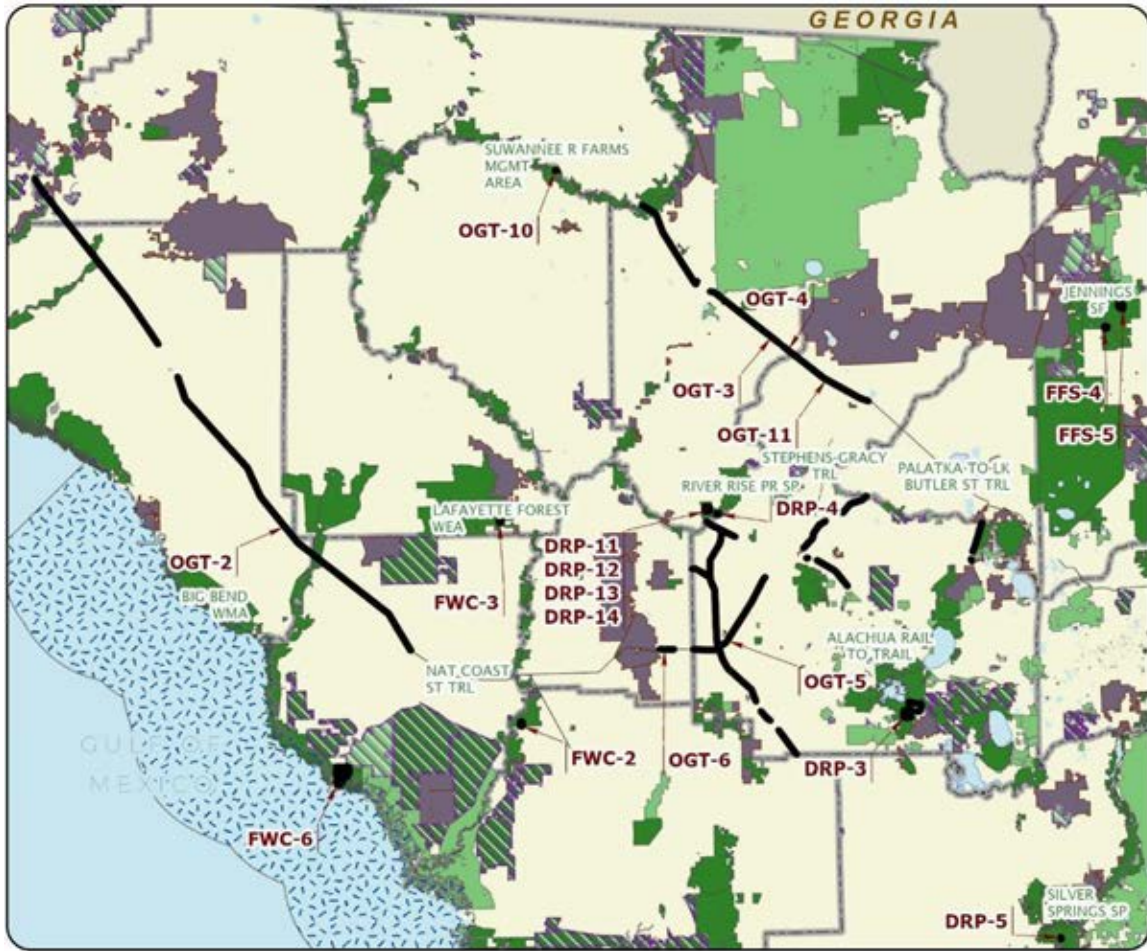 GEORGIA
SUWANNEE R FARMS
MGMT
AREA
OGT-10
OGT-4
JENNINGS
SF
OGT-3
FFS-4
OGT-11
FFS-5
STEPHENS-GRACY
TRL
PALATKA-TO-LK
BUTLER ST TRL
RIVER RISE PR SP
DRP-4
LAFAYETTE FOREST
WEA
DRP-11
DRP-12
DRP-13
DRP-14
OGT-2
FWC-3
BIG BEND
WMA
ALACHUA RAIL
TO TRAIL
NAT COAST
ST TRL
OGT-5
GULF OF
MEXICO
FWC-2
OGT-6
DRP-3
FWC-6
SILVER
SPRINGS SP
DRP-5